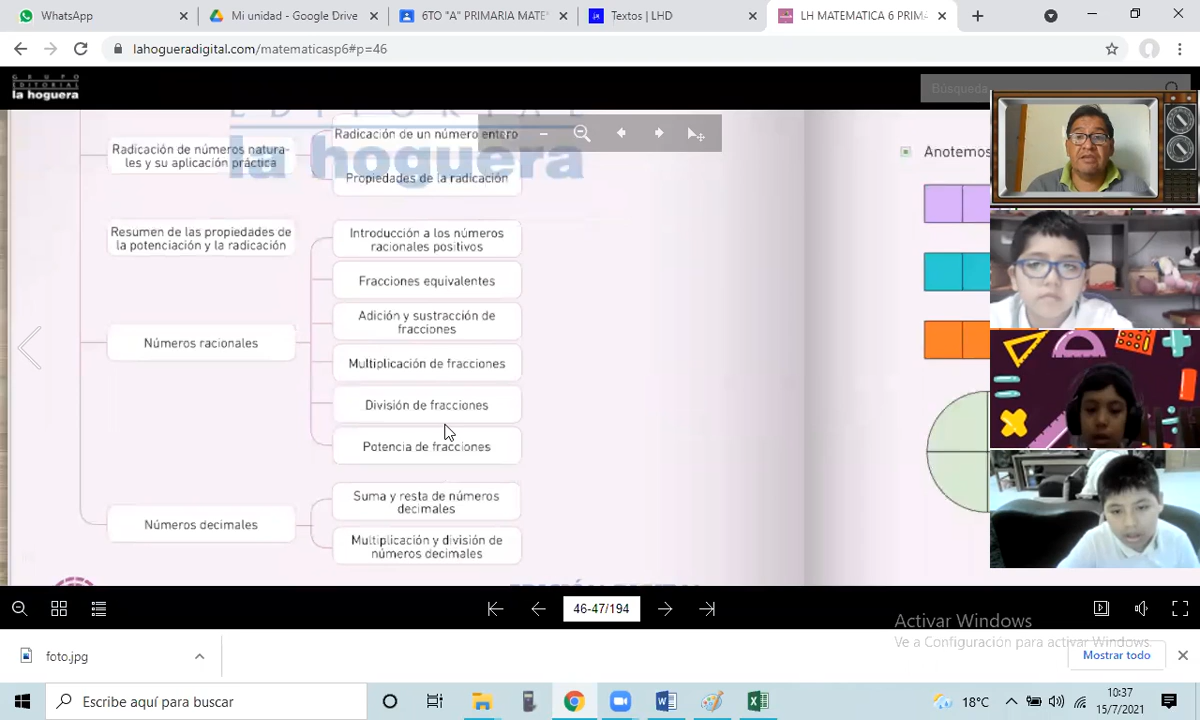 WhatsApp
Mi unidad - Google Drive
6TO "A" PRIMARIA MATE
Textos | LHD
LH MATEMATICA 6 PRIMA
lahogueradigital.com/matematicasp6#p=46
GRUPO
EDITORIAL
la hoguera
Búsqueda
EDITORIAL
la hoguera
Radicación de un número entero
Radicación de números natura-
les y su aplicación práctica
Propiedades de la radicación
Anotemos
Resumen de las propiedades de
la potenciación y la radicación
Introducción a los números
racionales positivos
Fracciones equivalentes
Adición y sustracción de
fracciones
Números racionales
Multiplicación de fracciones
División de fracciones
Potencia de fracciones
Suma y resta de números
decimales
Números decimales
Multiplicación y división de
números decimales
46-47/194
Activar Windows
Ve a Configuración para activar Windows.
foto.jpg
Mostrar todo
Escribe aquí para buscar
18°C
10:37
15/7/2021